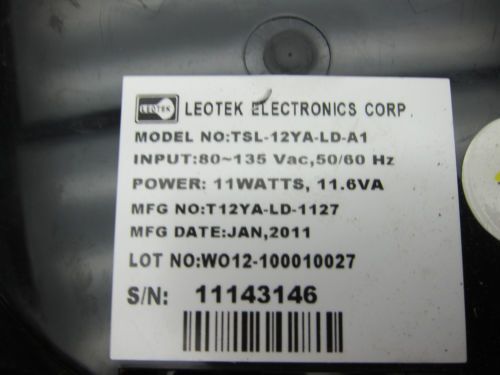 LEOTEK LEOTEK ELECTRONICS CORP.
MODEL NO:TSL-12YA-LD-A1
INPUT:80~135 Vac,50/60 Hz
POWER: 11WATTS, 11.6VA
MFG NO:T12YA-LD-1127
MFG DATE:JAN,2011
LOT NO:WO12-100010027
S/N: 11143146